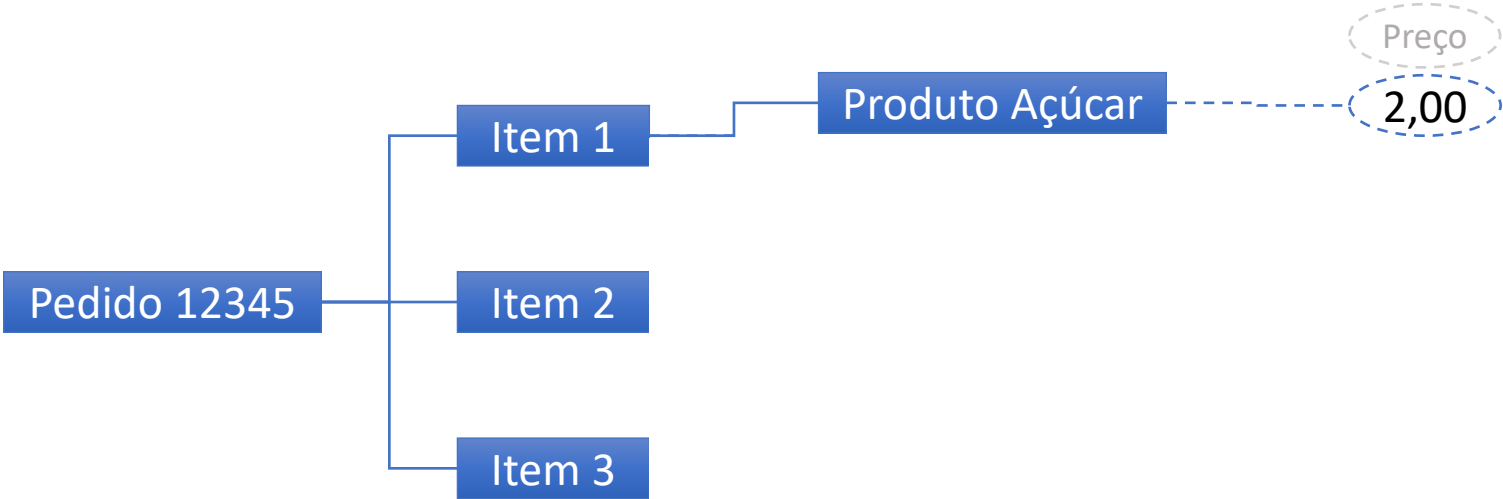 Preço
Produto Açúcar
2,00
Item 1
Pedido 12345
Item 2
Item 3